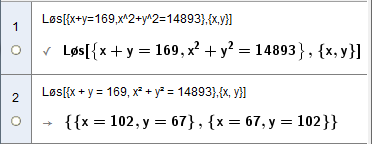 1
Løs[{x+y=169,x^2+y^2=14893},{x,y}]
✓ Løs[{x + y = 169, x² + y² = 14893}, {x, y}]
2
Løs[{x + y = 169, x² + y² = 14893},{x, y}]
→ {{x = 102, y = 67}, {x = 67, y = 102}}